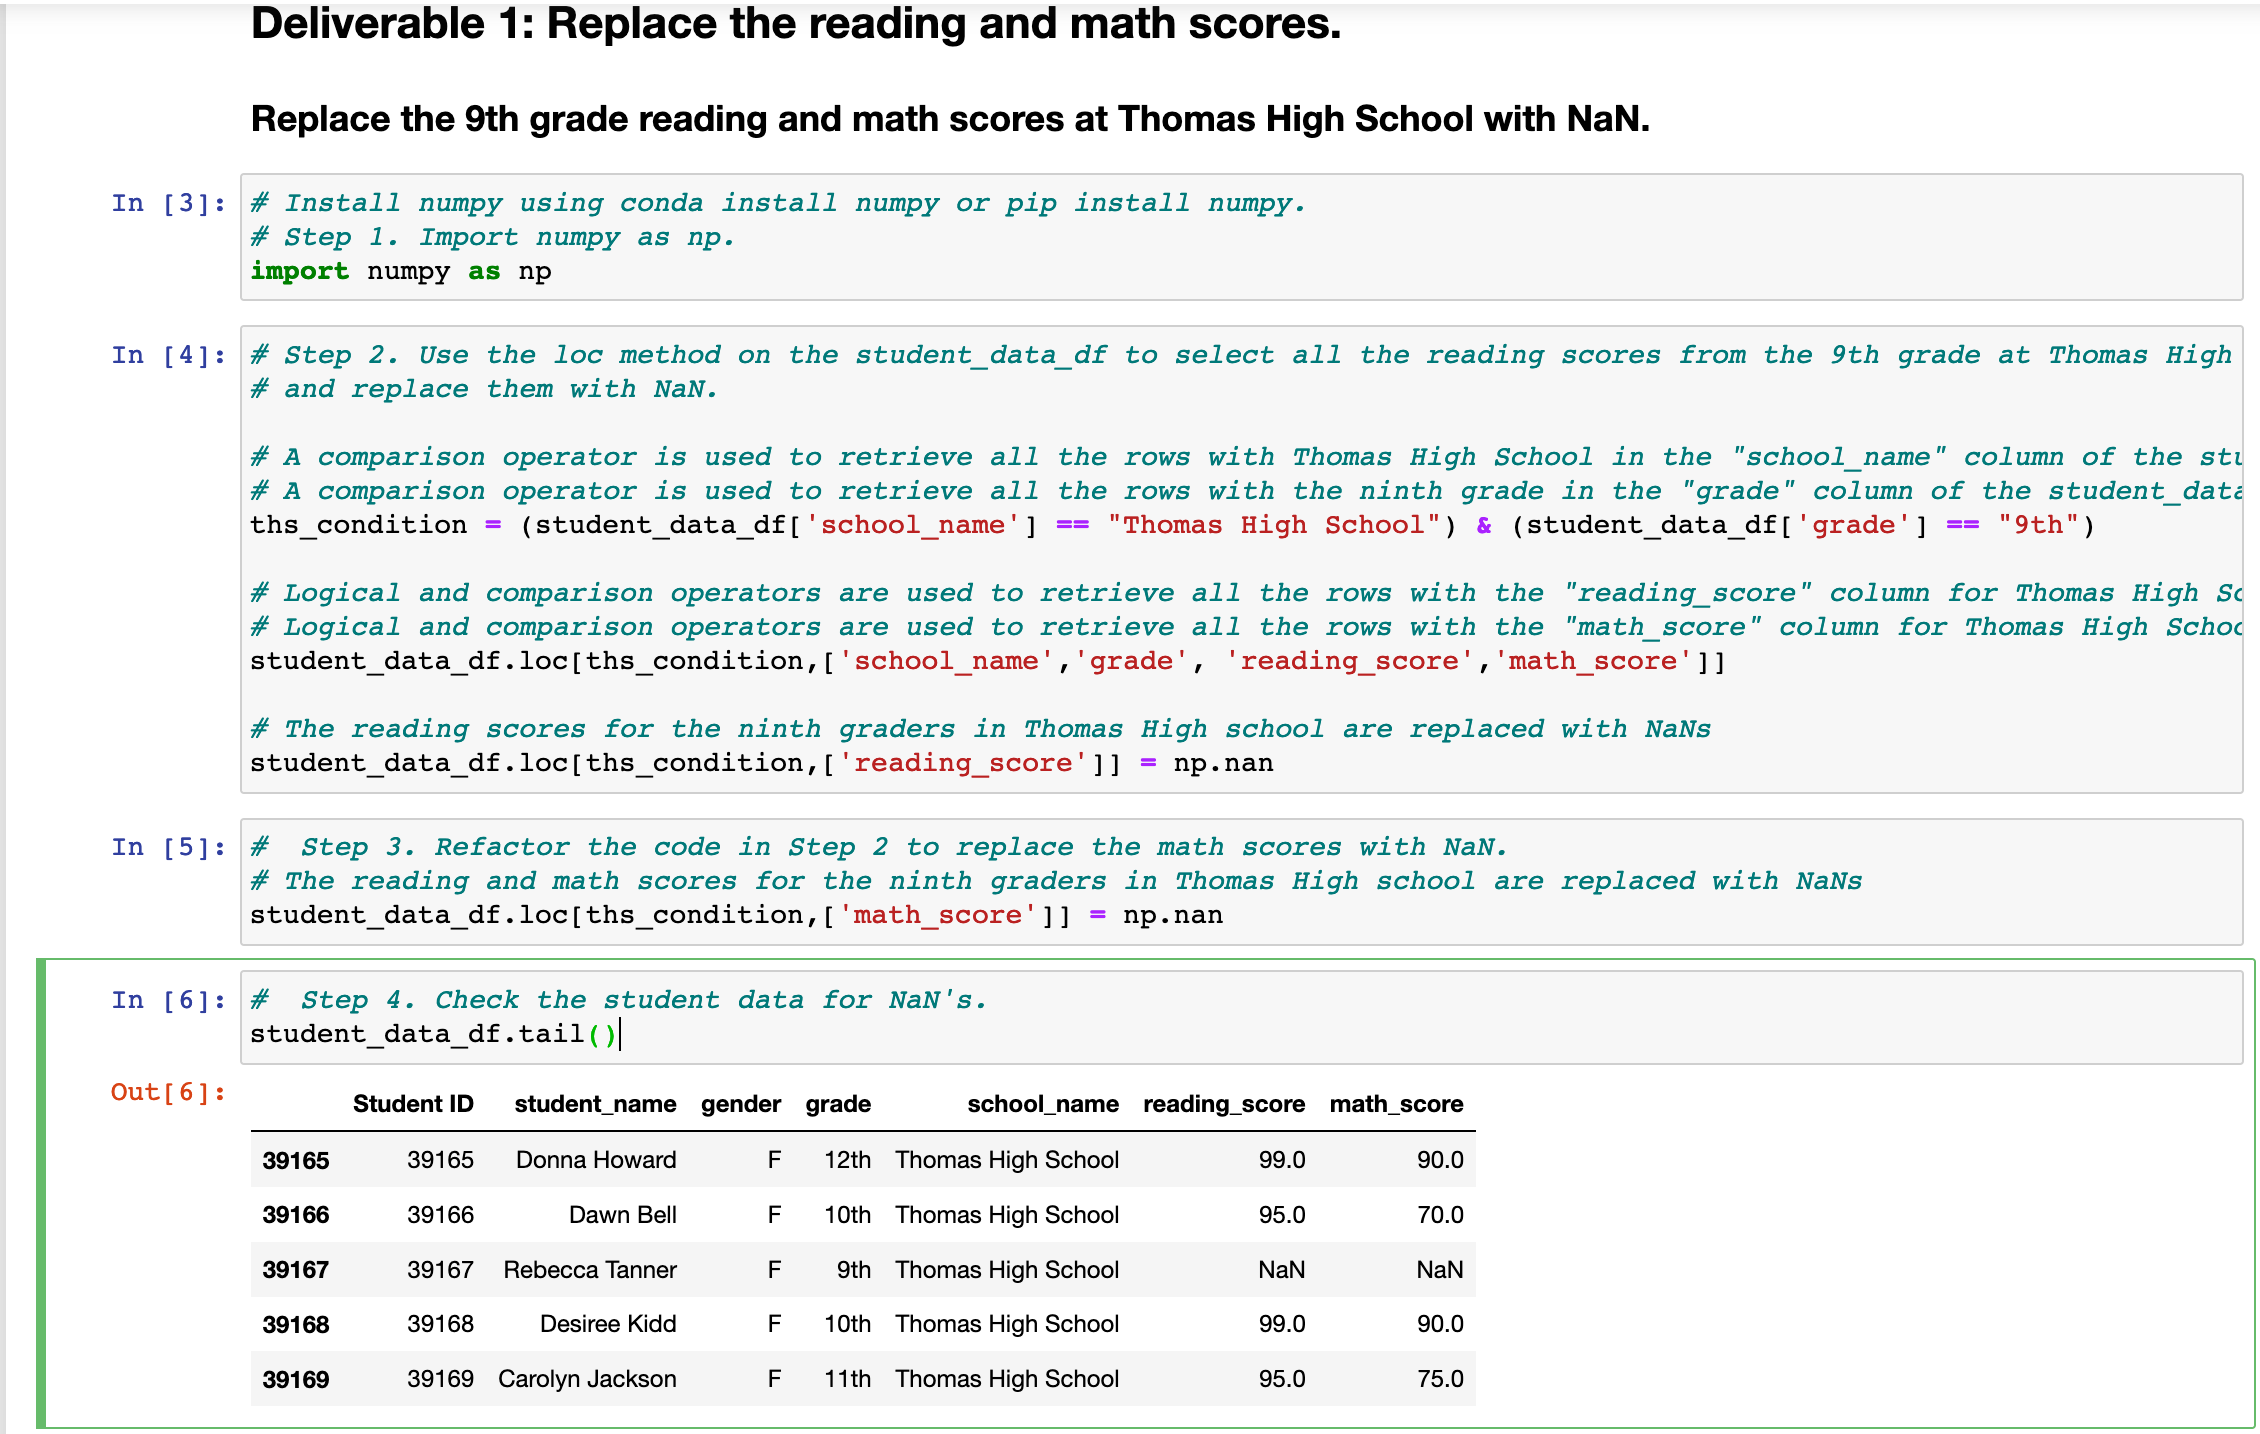 Deliverable 1: Replace the reading and math scores.
Replace the 9th grade reading and math scores at Thomas High School with NaN.
In [3]: # Install numpy using conda install numpy or pip install numpy.
# Step 1. Import numpy as np.
import numpy as np
In [4]: # Step 2. Use the loc method on the student_data_df to select all the reading scores from the 9th grade at Thomas High
# and replace them with NaN.
# A comparison operator is used to retrieve all the rows with Thomas High School in the "school_name" column of the stu
# A comparison operator is used to retrieve all the rows with the ninth grade in the "grade" column of the student_data
ths_condition = (student_data_df['school_name'] == "Thomas High School") & (student_data_df['grade'] == "9th")
# Logical and comparison operators are used to retrieve all the rows with the "reading_score" column for Thomas High Sc
# Logical and comparison operators are used to retrieve all the rows with the "math_score" column for Thomas High Schoo
student_data_df.loc[ths_condition,['school_name','grade', 'reading_score','math_score']]
# The reading scores for the ninth graders in Thomas High school are replaced with NaNs
student_data_df.loc[ths_condition,['reading_score']] = np.nan
In [5]: #  Step 3. Refactor the code in Step 2 to replace the math scores with NaN.
# The reading and math scores for the ninth graders in Thomas High school are replaced with NaNs
student_data_df.loc[ths_condition,['math_score']] = np.nan
In [6]: #  Step 4. Check the student data for NaN's.
student_data_df.tail()
Out[6]:
Student ID student_name gender grade school_name reading_score math_score
39165 39165 Donna Howard F 12th Thomas High School 99.0 90.0
39166 39166 Dawn Bell F 10th Thomas High School 95.0 70.0
39167 39167 Rebecca Tanner F 9th Thomas High School NaN NaN
39168 39168 Desiree Kidd F 10th Thomas High School 99.0 90.0
39169 39169 Carolyn Jackson F 11th Thomas High School 95.0 75.0